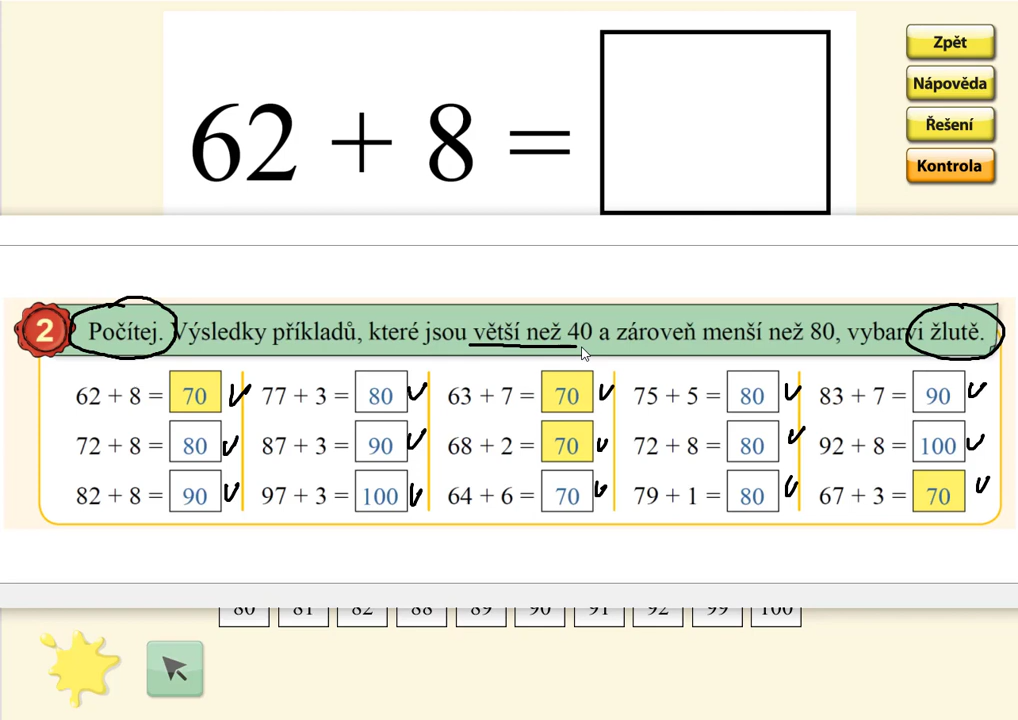 62 + 8 =
Zpět
Nápověda
Řešení
Kontrola
2 Počítej. Výsledky příkladů, které jsou větší než 40 a zároveň menší než 80, vybarvi žlutě.
62 + 8 = 70 77 + 3 = 80 63 + 7 = 70 75 + 5 = 80 83 + 7 = 90
72 + 8 = 80 87 + 3 = 90 68 + 2 = 70 72 + 8 = 80 92 + 8 = 100
82 + 8 = 90 97 + 3 = 100 64 + 6 = 70 79 + 1 = 80 67 + 3 = 70
80 81 82 88 89 90 91 92 99 100